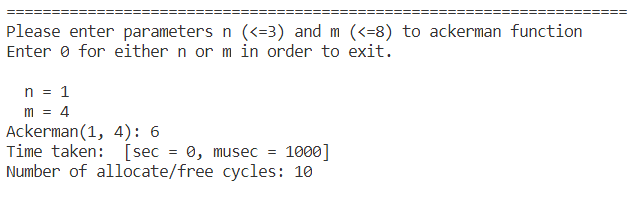 ======================================================================
Please enter parameters n (<=3) and m (<=8) to ackerman function
Enter 0 for either n or m in order to exit.
n = 1
m = 4
Ackerman(1, 4): 6
Time taken: [sec = 0, musec = 1000]
Number of allocate/free cycles: 10